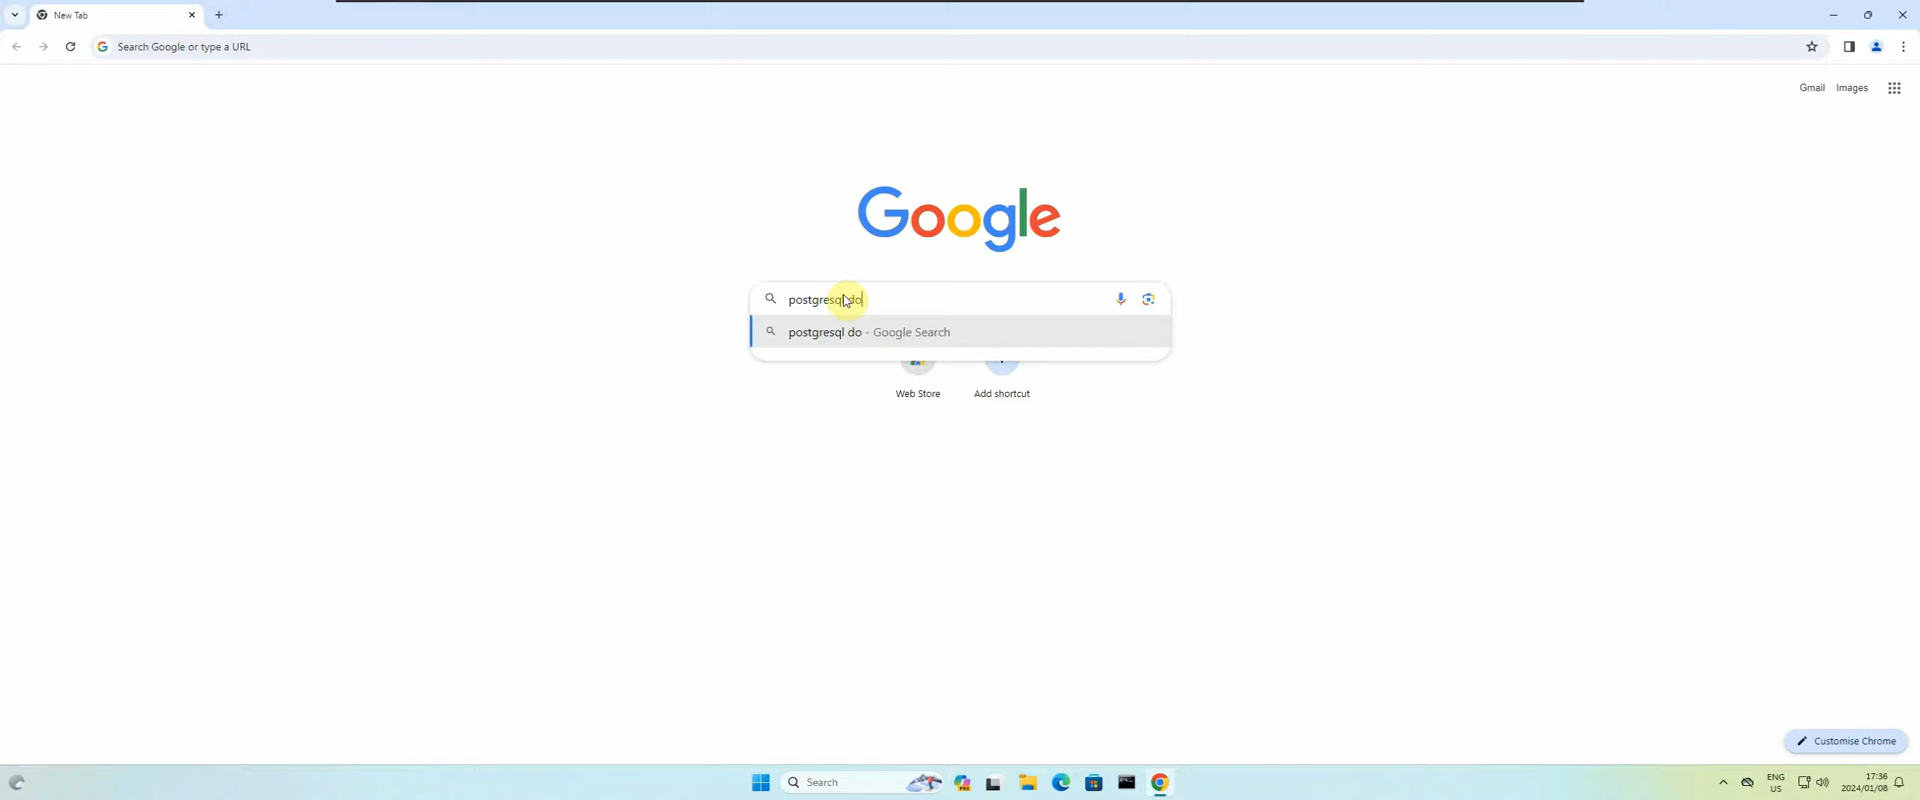 New Tab
Search Google or type a URL
Gmail Images
Google
postgresql do
postgresql do - Google Search
Web Store Add shortcut
Customise Chrome
Search
ENG
US
17:36
2024/01/08